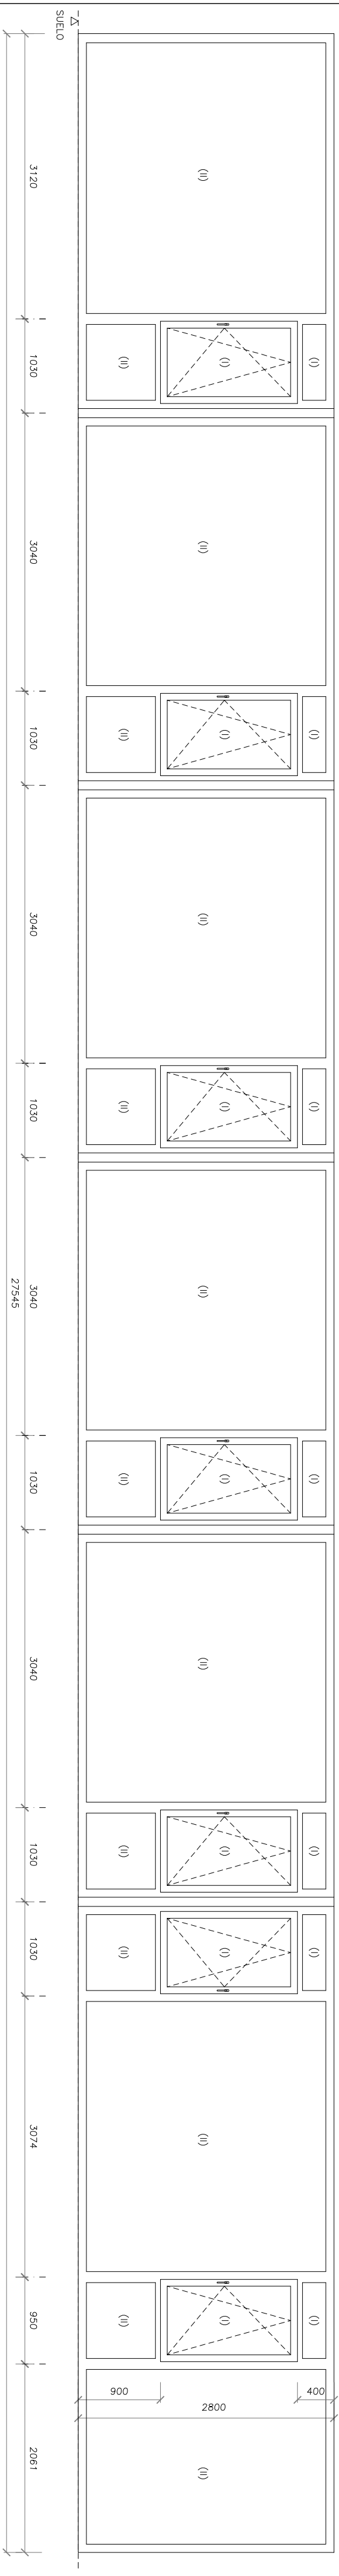 (I) (I) (I) (I) (I) (I) (I) 400
(I) (I) (I) (I) (I) (I) (I)
2800
(II) (II) (II) (II) (II) (II) (II)
(II) (II) (II) (II) (II) (II) (II) 900
SUELO
3120 1030 3040 1030 3040 1030 3040 1030 3040 1030 1030 3074 950 2061
27545